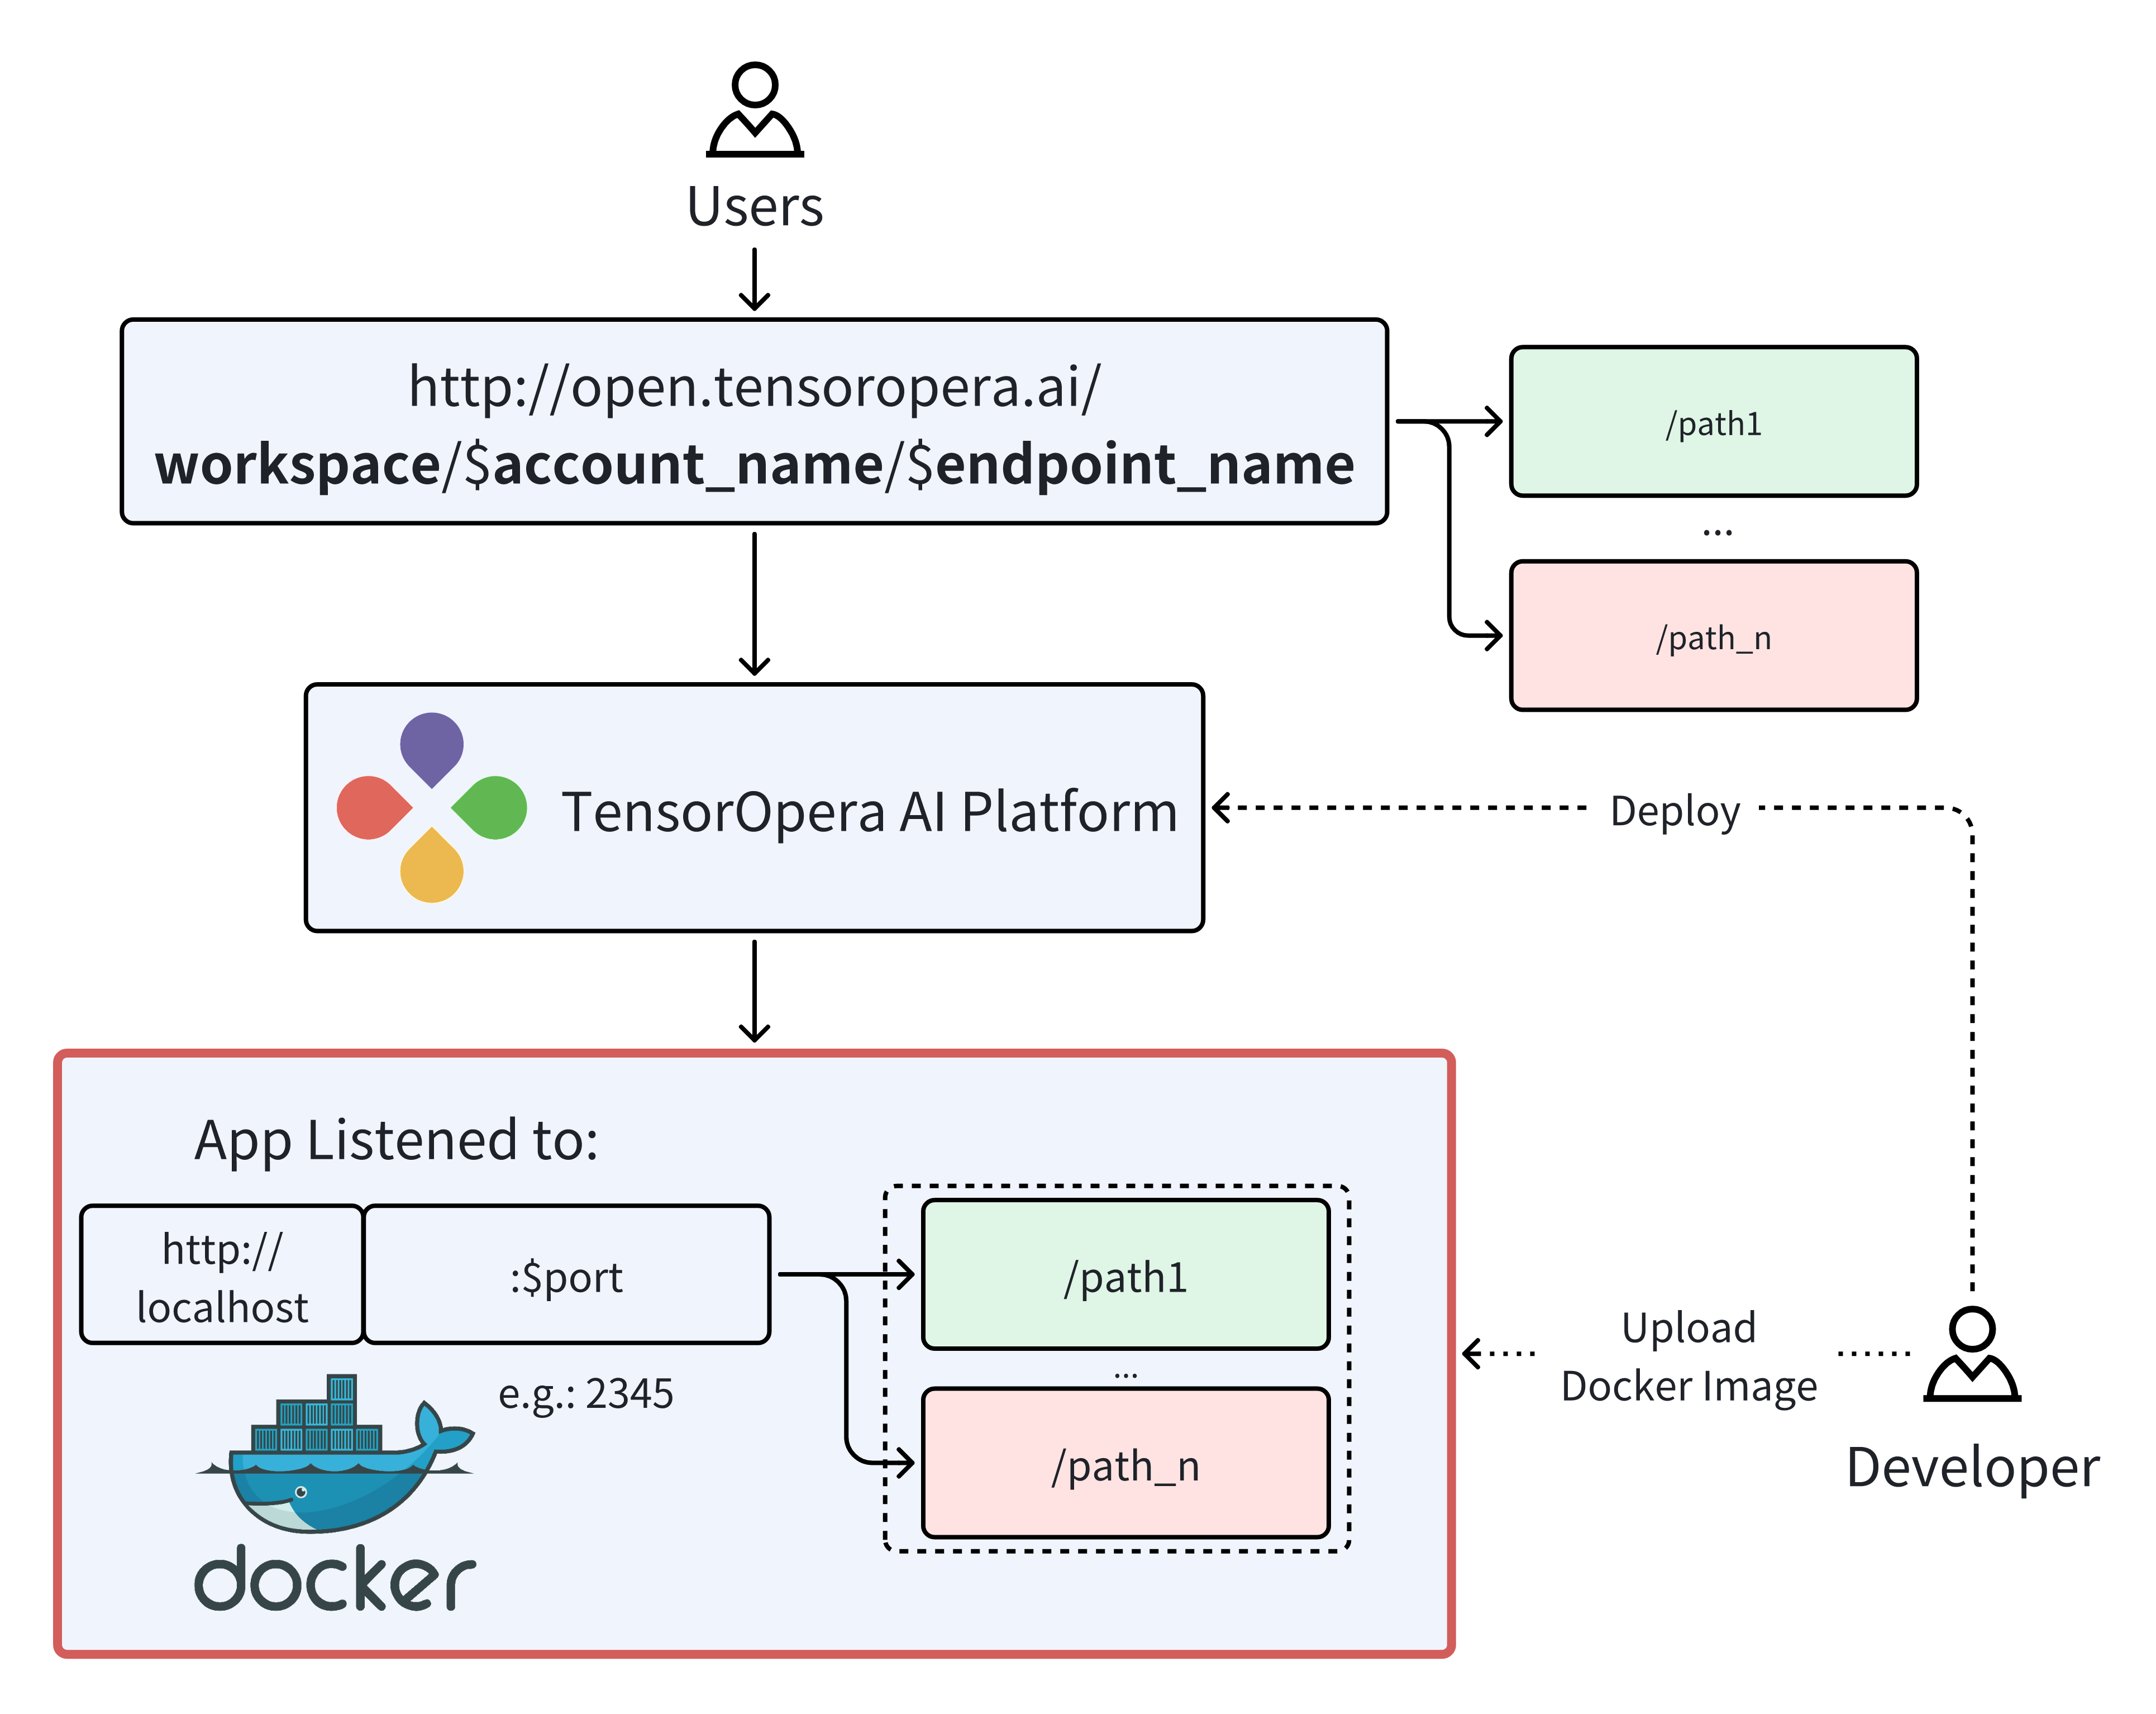 Users
http://open.tensoropera.ai/
workspace/$account_name/$endpoint_name
/path1
...
/path_n
TensorOpera AI Platform
Deploy
App Listened to:
http://
localhost
:$port
e.g.: 2345
/path1
...
/path_n
docker
Upload
Docker Image
Developer